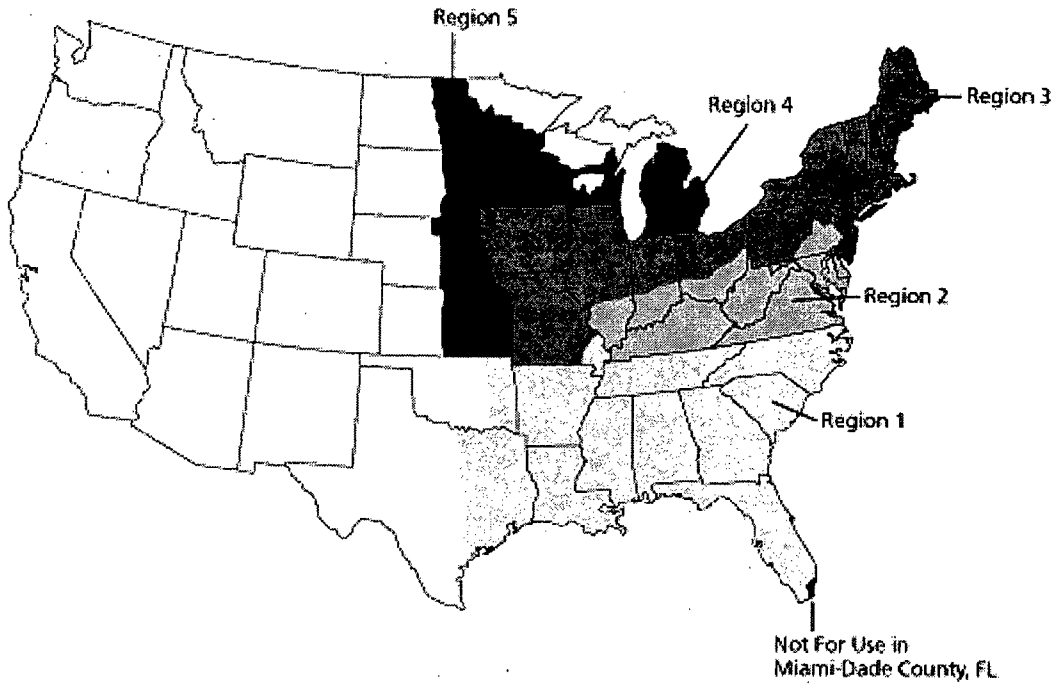 Region 5
Region 4
Region 3
Region 2
Region 1
Not For Use in
Miami-Dade County, FL